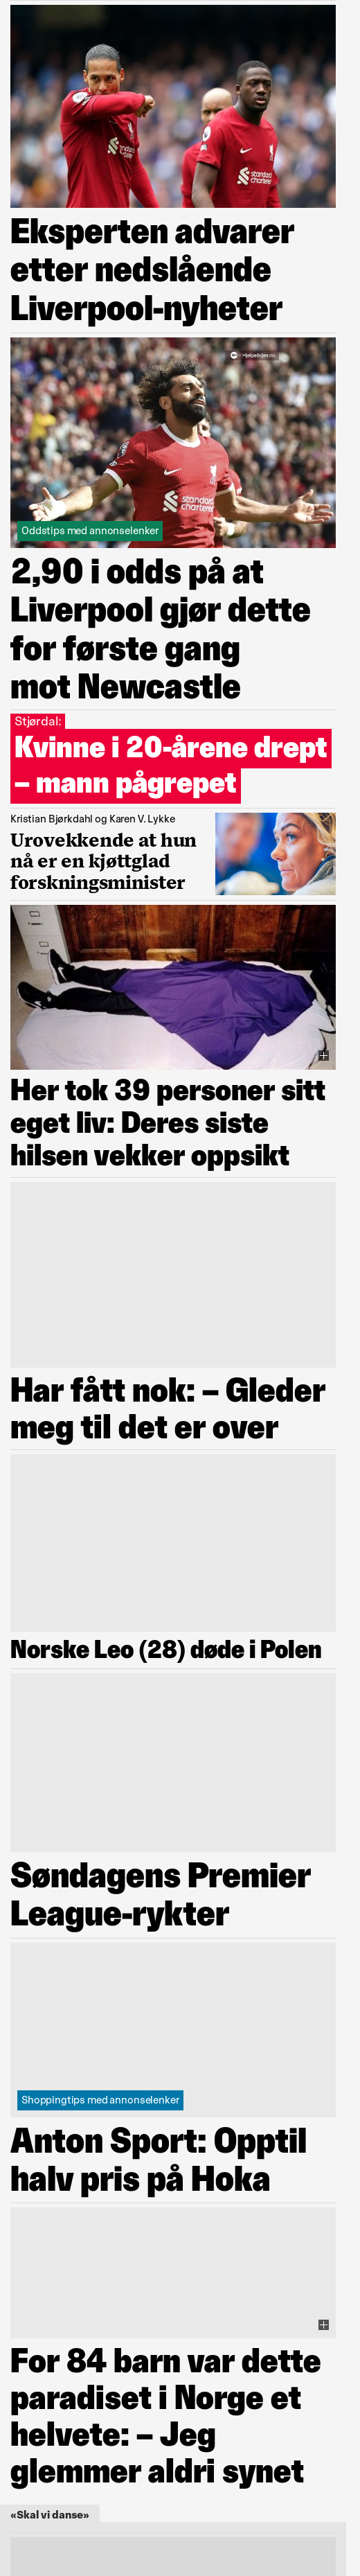 Eksperten advarer
etter nedslående
Liverpool-nyheter
Hjelpelinjen.no
Oddstips med annonselenker
2,90 i odds på at
Liverpool gjør dette
for første gang
mot Newcastle
Stjørdal:
Kvinne i 20-årene drept
– mann pågrepet
Kristian Bjørkdahl og Karen V. Lykke
Urovekkende at hun
nå er en kjøttglad
forskningsminister
Her tok 39 personer sitt
eget liv: Deres siste
hilsen vekker oppsikt
Har fått nok: – Gleder
meg til det er over
Norske Leo (28) døde i Polen
Søndagens Premier
League-rykter
Shoppingtips med annonselenker
Anton Sport: Opptil
halv pris på Hoka
For 84 barn var dette
paradiset i Norge et
helvete: – Jeg
glemmer aldri synet
«Skal vi danse»